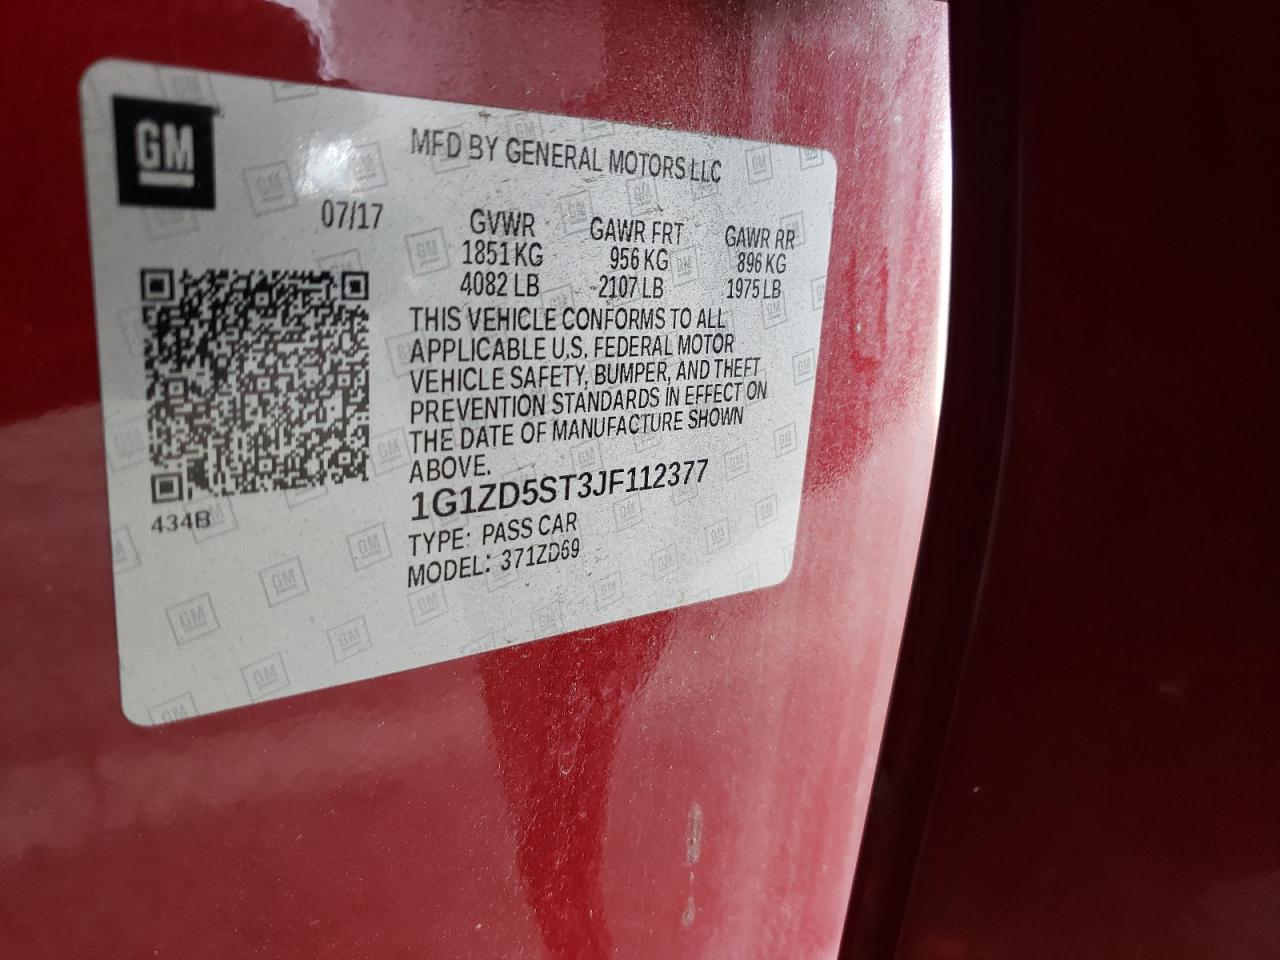 GM
MFD BY GENERAL MOTORS LLC
07/17
GVWR GAWR FRT GAWR RR
1851 KG 956 KG 896 KG
4082 LB 2107 LB 1975 LB
THIS VEHICLE CONFORMS TO ALL
APPLICABLE U.S. FEDERAL MOTOR
VEHICLE SAFETY, BUMPER, AND THEFT
PREVENTION STANDARDS IN EFFECT ON
THE DATE OF MANUFACTURE SHOWN
ABOVE.
1G1ZD5ST3JF112377
434B
TYPE: PASS CAR
MODEL: 371ZD69